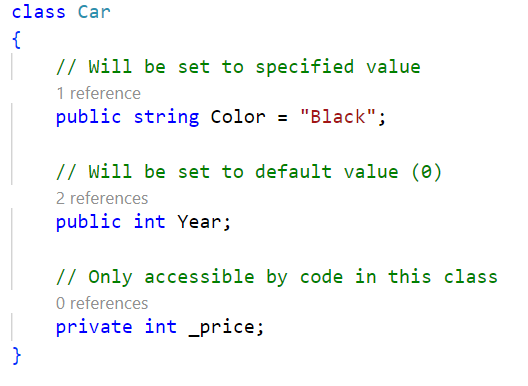 class Car
{
// Will be set to specified value
1 reference
public string Color = "Black";
// Will be set to default value (0)
2 references
public int Year;
// Only accessible by code in this class
0 references
private int _price;
}